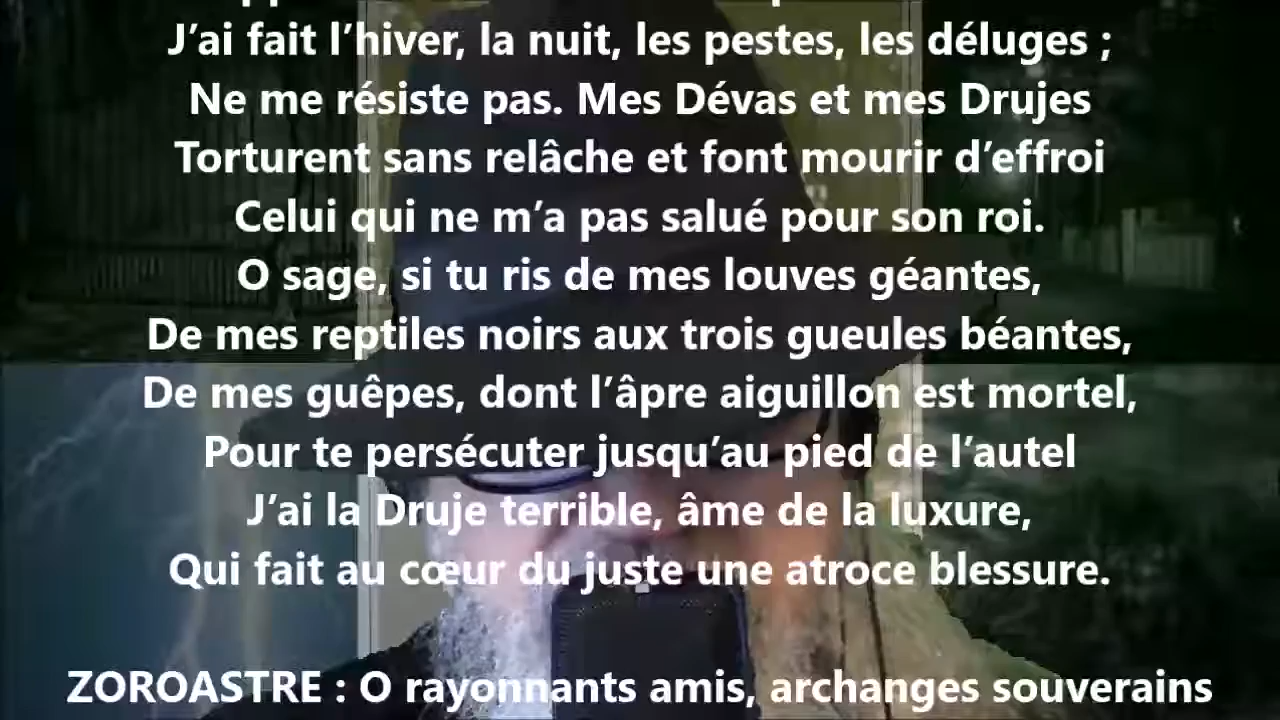 J’ai fait l’hiver, la nuit, les pestes, les déluges ;
Ne me résiste pas. Mes Dévas et mes Drujes
Torturent sans relâche et font mourir d’effroi
Celui qui ne m’a pas salué pour son roi.
O sage, si tu ris de mes louves géantes,
De mes reptiles noirs aux trois gueules béantes,
De mes guêpes, dont l’âpre aiguillon est mortel,
Pour te persécuter jusqu’au pied de l’autel
J’ai la Druje terrible, âme de la luxure,
Qui fait au cœur du juste une atroce blessure.
ZOROASTRE : O rayonnants amis, archanges souverains